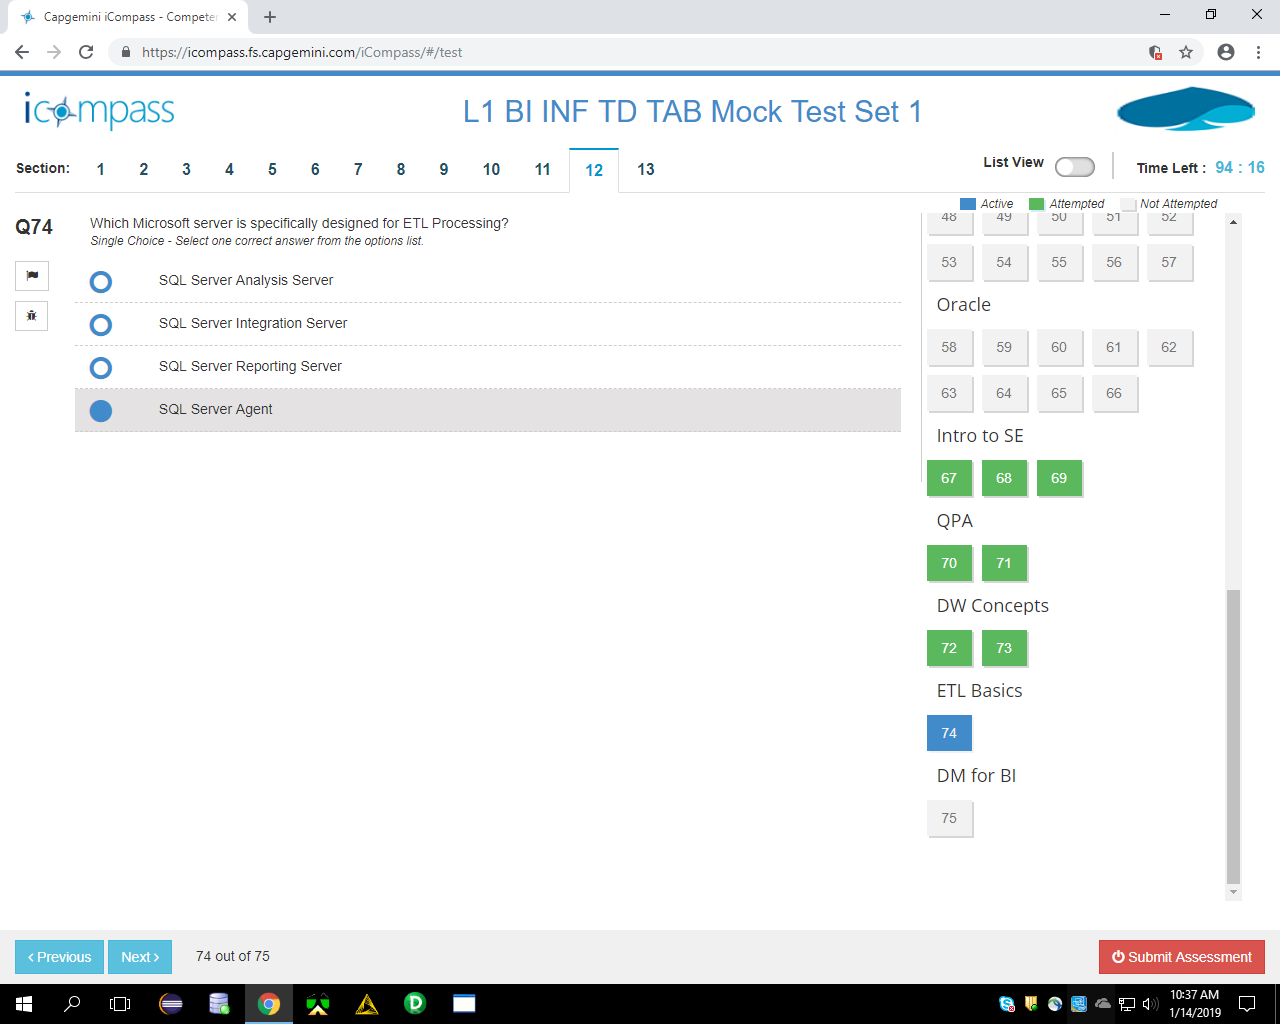 Capgemini iCompass - Competer
https://icompass.fs.capgemini.com/iCompass/#/test
icompass
L1 BI INF TD TAB Mock Test Set 1
Section: 1 2 3 4 5 6 7 8 9 10 11 12 13
List View
Time Left : 94 : 16
Active Attempted Not Attempted
Q74
Which Microsoft server is specifically designed for ETL Processing?
Single Choice - Select one correct answer from the options list.
SQL Server Analysis Server
SQL Server Integration Server
SQL Server Reporting Server
SQL Server Agent
48 49 50 51 52
53 54 55 56 57
Oracle
58 59 60 61 62
63 64 65 66
Intro to SE
67 68 69
QPA
70 71
DW Concepts
72 73
ETL Basics
74
DM for BI
75
Previous
Next
74 out of 75
Submit Assessment
10:37 AM
1/14/2019